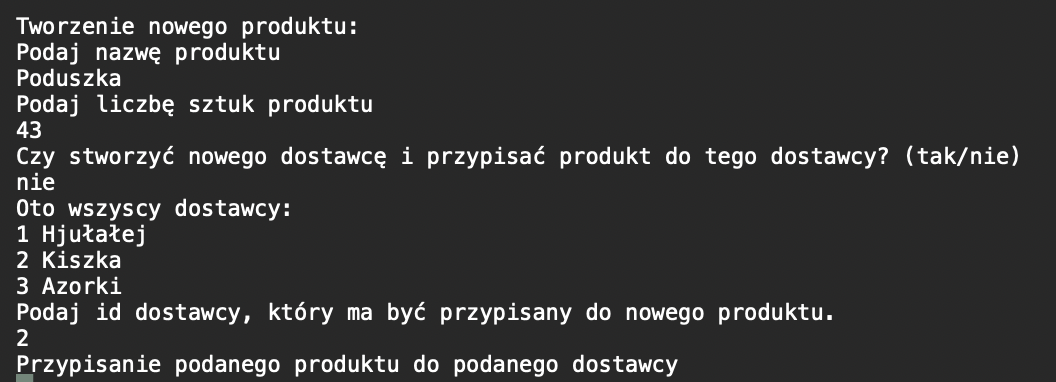 Tworzenie nowego produktu:
Podaj nazwę produktu
Poduszka
Podaj liczbę sztuk produktu
43
Czy stworzyć nowego dostawcę i przypisać produkt do tego dostawcy? (tak/nie)
nie
Oto wszyscy dostawcy:
1 Hjułałej
2 Kiszka
3 Azorki
Podaj id dostawcy, który ma być przypisany do nowego produktu.
2
Przypisanie podanego produktu do podanego dostawcy